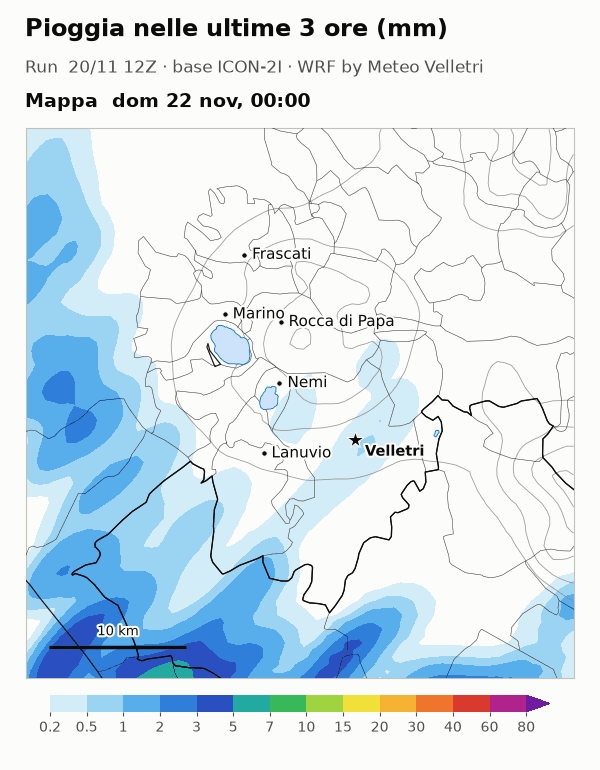 Pioggia nelle ultime 3 ore (mm)
Run  20/11 12Z · base ICON-2I · WRF by Meteo Velletri
Mappa  dom 22 nov, 00:00
Frascati
Marino
Rocca di Papa
Nemi
Velletri
Lanuvio
10 km
0.2 0.5 1 2 3 5 7 10 15 20 30 40 60 80